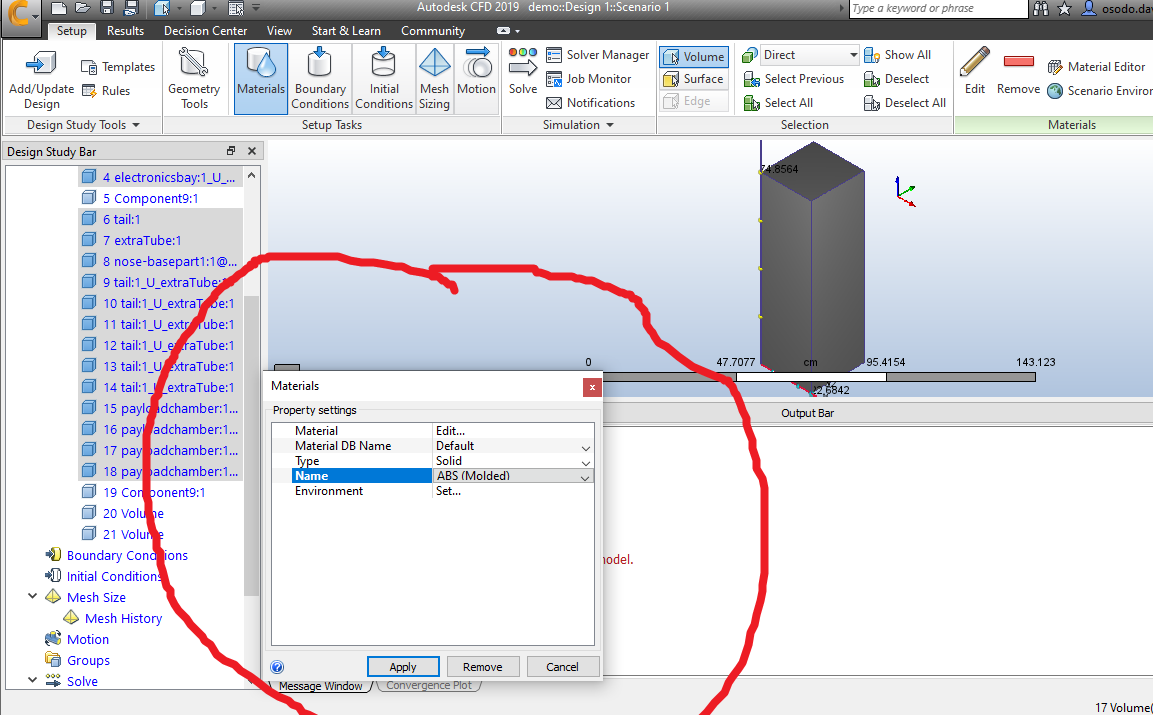 Autodesk CFD 2019 demo::Design 1::Scenario 1
Type a keyword or phrase
osodo.dav
Setup Results Decision Center View Start & Learn Community
Add/Update
Design
Templates
Rules
Design Study Tools
Geometry
Tools
Materials
Boundary
Conditions
Initial
Conditions
Mesh
Sizing
Motion
Setup Tasks
Solve
Solver Manager
Job Monitor
Notifications
Simulation
Volume
Surface
Edge
Direct
Select Previous
Select All
Show All
Deselect
Deselect All
Selection
Edit
Remove
Material Editor
Scenario Environ
Materials
Design Study Bar
4 electronicsbay:1_U_...
5 Component9:1
6 tail:1
7 extraTube:1
8 nose-basepart1:1@...
9 tail:1_U_extraTube:1
10 tail:1_U_extraTube:1
11 tail:1_U_extraTube:1
12 tail:1_U_extraTube:1
13 tail:1_U_extraTube:1
14 tail:1_U_extraTube:1
15 payloadchamber:1...
16 payloadchamber:1...
17 payloadchamber:1...
18 payloadchamber:1...
19 Component9:1
20 Volume
21 Volume
Boundary Conditions
Initial Conditions
Mesh Size
Mesh History
Motion
Groups
Solve
74.8564
0 47.7077 cm 95.4154 143.123
22.6842
Output Bar
Materials
Property settings
Material Edit...
Material DB Name Default
Type Solid
Name ABS (Molded)
Environment Set...
Apply Remove Cancel
model.
Message Window Convergence Plot
17 Volume(